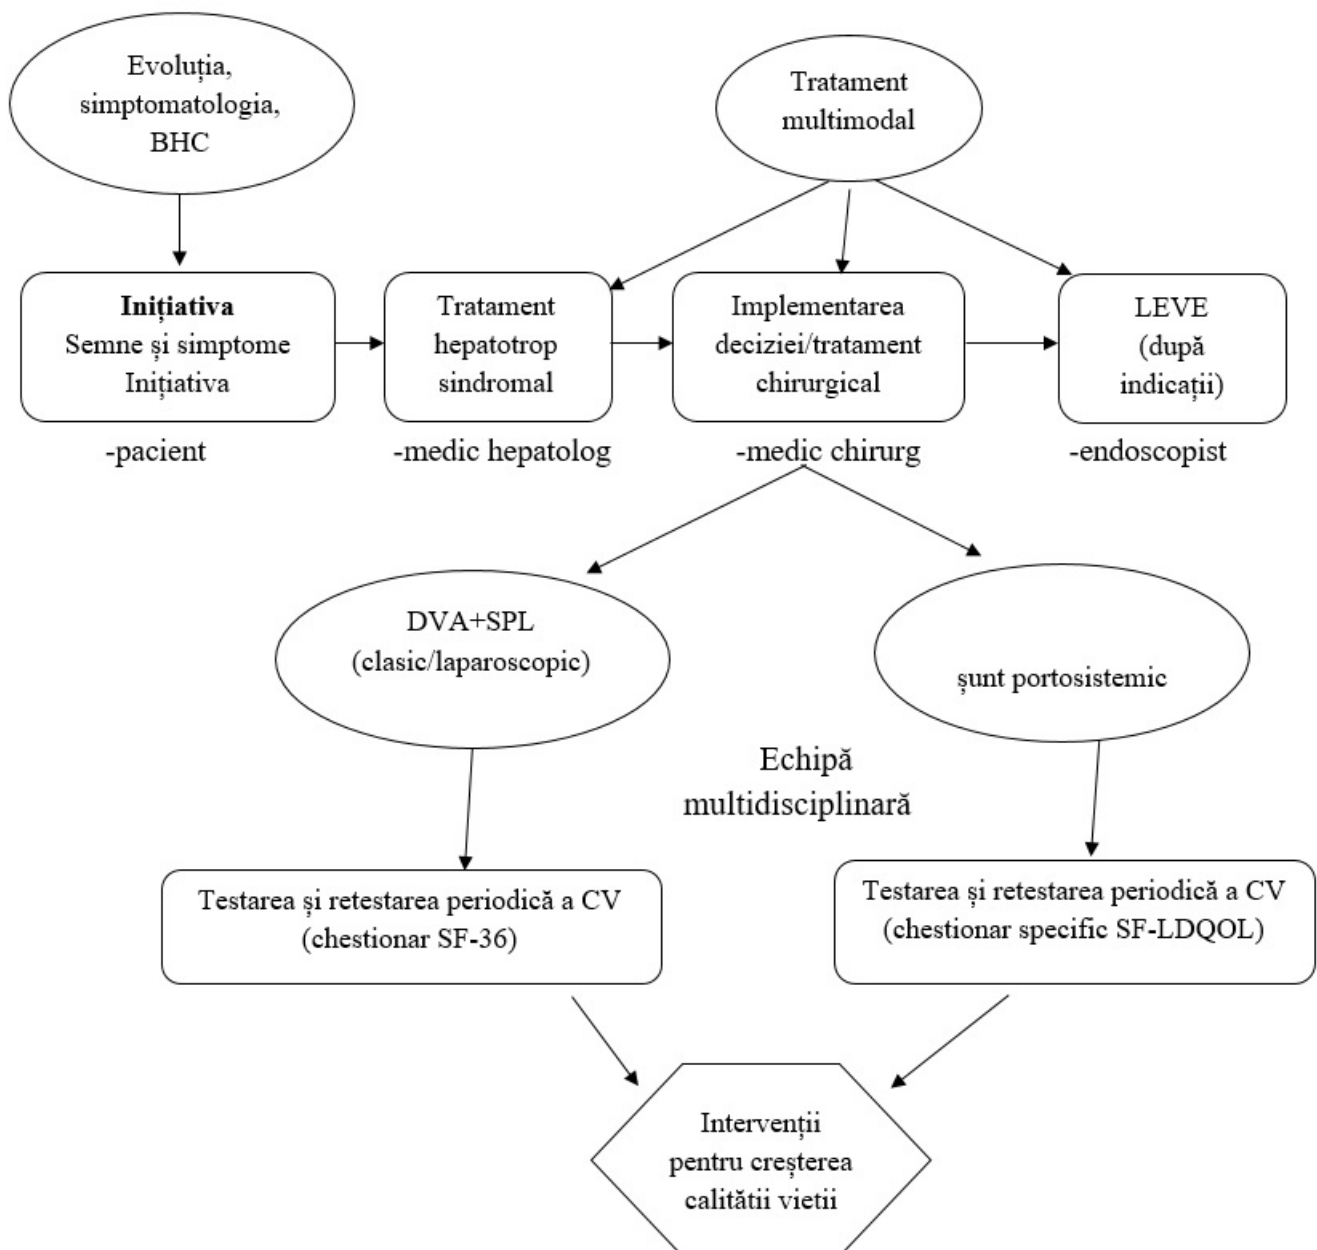 Evoluția,
simptomatologia,
BHC
Tratament
multimodal
Inițiativa
Semne și simptome
Inițiativa
-pacient
Tratament
hepatotrop
sindromal
-medic hepatolog
Implementarea
deciziei/tratament
chirurgical
-medic chirurg
LEVE
(după
indicații)
-endoscopist
DVA+SPL
(clasic/laparoscopic)
șunt portosistemic
Echipă
multidisciplinară
Testarea și retestarea periodică a CV
(chestionar SF-36)
Testarea și retestarea periodică a CV
(chestionar specific SF-LDQOL)
Intervenții
pentru creșterea
calitătii vietii